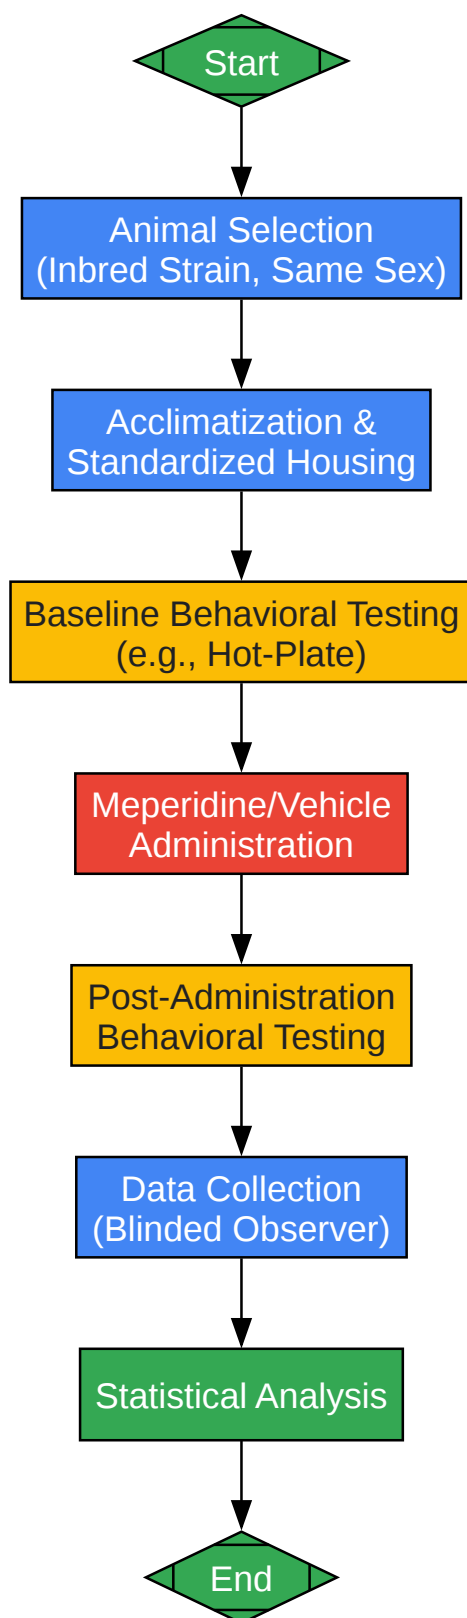 Start
Animal Selection
(Inbred Strain, Same Sex)
Acclimatization &
Standardized Housing
Baseline Behavioral Testing
(e.g., Hot-Plate)
Meperidine/Vehicle
Administration
Post-Administration
Behavioral Testing
Data Collection
(Blinded Observer)
Statistical Analysis
End